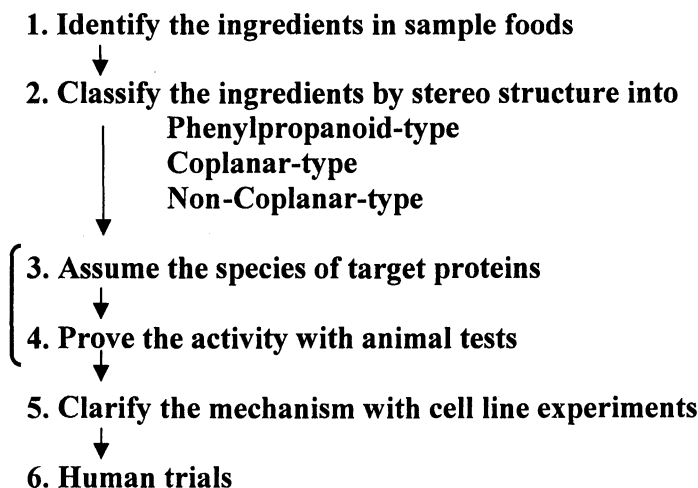 1. Identify the ingredients in sample foods
2. Classify the ingredients by stereo structure into
Phenylpropanoid-type
Coplanar-type
Non-Coplanar-type
3. Assume the species of target proteins
4. Prove the activity with animal tests
5. Clarify the mechanism with cell line experiments
6. Human trials